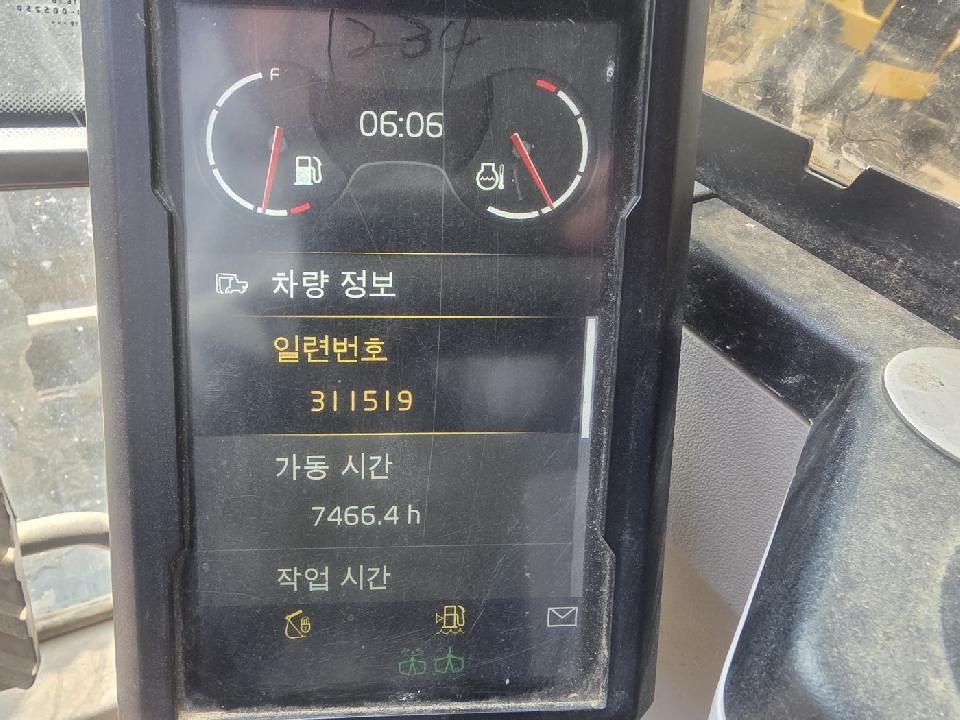 1234
F
06:06
차량 정보
일련번호
311519
가동 시간
7466.4 h
작업 시간